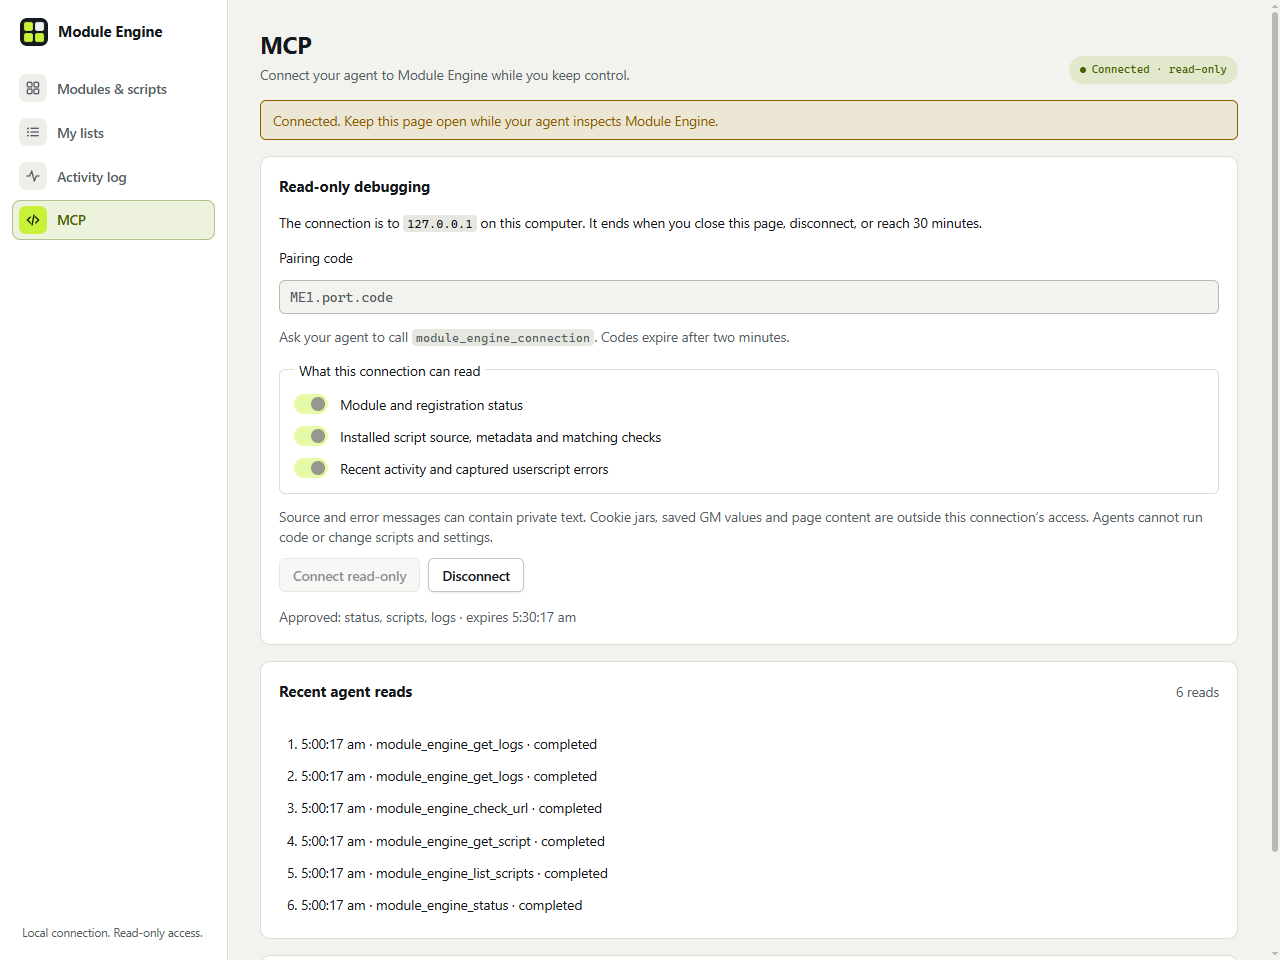 Module Engine
Modules & scripts
My lists
Activity log
MCP
Local connection. Read-only access.
MCP
Connect your agent to Module Engine while you keep control.
Connected · read-only
Connected. Keep this page open while your agent inspects Module Engine.
Read-only debugging
The connection is to 127.0.0.1 on this computer. It ends when you close this page, disconnect, or reach 30 minutes.
Pairing code
ME1.port.code
Ask your agent to call module_engine_connection. Codes expire after two minutes.
What this connection can read
Module and registration status
Installed script source, metadata and matching checks
Recent activity and captured userscript errors
Source and error messages can contain private text. Cookie jars, saved GM values and page content are outside this connection’s access. Agents cannot run
code or change scripts and settings.
Connect read-only
Disconnect
Approved: status, scripts, logs · expires 5:30:17 am
Recent agent reads
6 reads
1. 5:00:17 am · module_engine_get_logs · completed
2. 5:00:17 am · module_engine_get_logs · completed
3. 5:00:17 am · module_engine_check_url · completed
4. 5:00:17 am · module_engine_get_script · completed
5. 5:00:17 am · module_engine_list_scripts · completed
6. 5:00:17 am · module_engine_status · completed